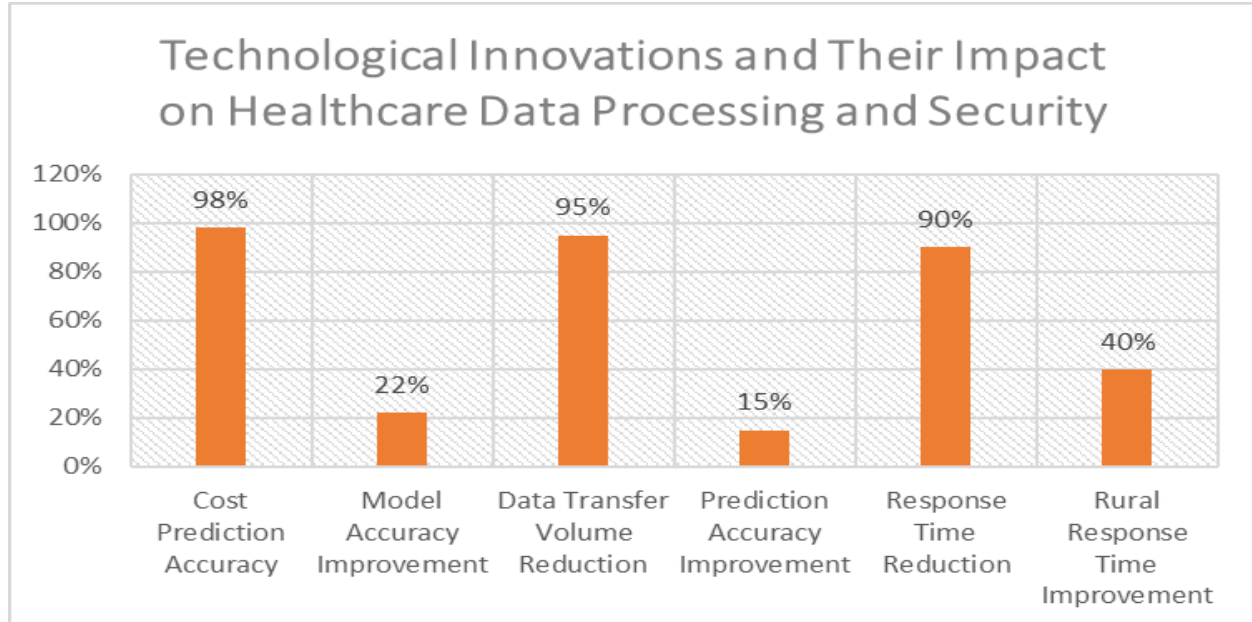 Technological Innovations and Their Impact
on Healthcare Data Processing and Security
120%
100%
80%
60%
40%
20%
0%
98%
22%
95%
15%
90%
40%
Cost
Prediction
Accuracy
Model
Accuracy
Improvement
Data Transfer
Volume
Reduction
Prediction
Accuracy
Improvement
Response
Time
Reduction
Rural
Response
Time
Improvement